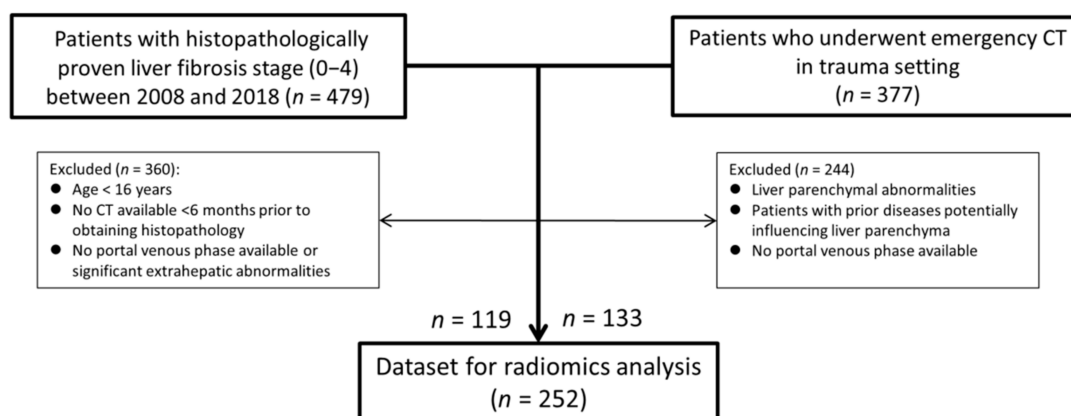 Patients with histopathologically
proven liver fibrosis stage (0–4)
between 2008 and 2018 (n = 479)
Patients who underwent emergency CT
in trauma setting
(n = 377)
Excluded (n = 360):
● Age < 16 years
● No CT available <6 months prior to
obtaining histopathology
● No portal venous phase available or
significant extrahepatic abnormalities
Excluded (n = 244)
● Liver parenchymal abnormalities
● Patients with prior diseases potentially
influencing liver parenchyma
● No portal venous phase available
n = 119 n = 133
Dataset for radiomics analysis
(n = 252)